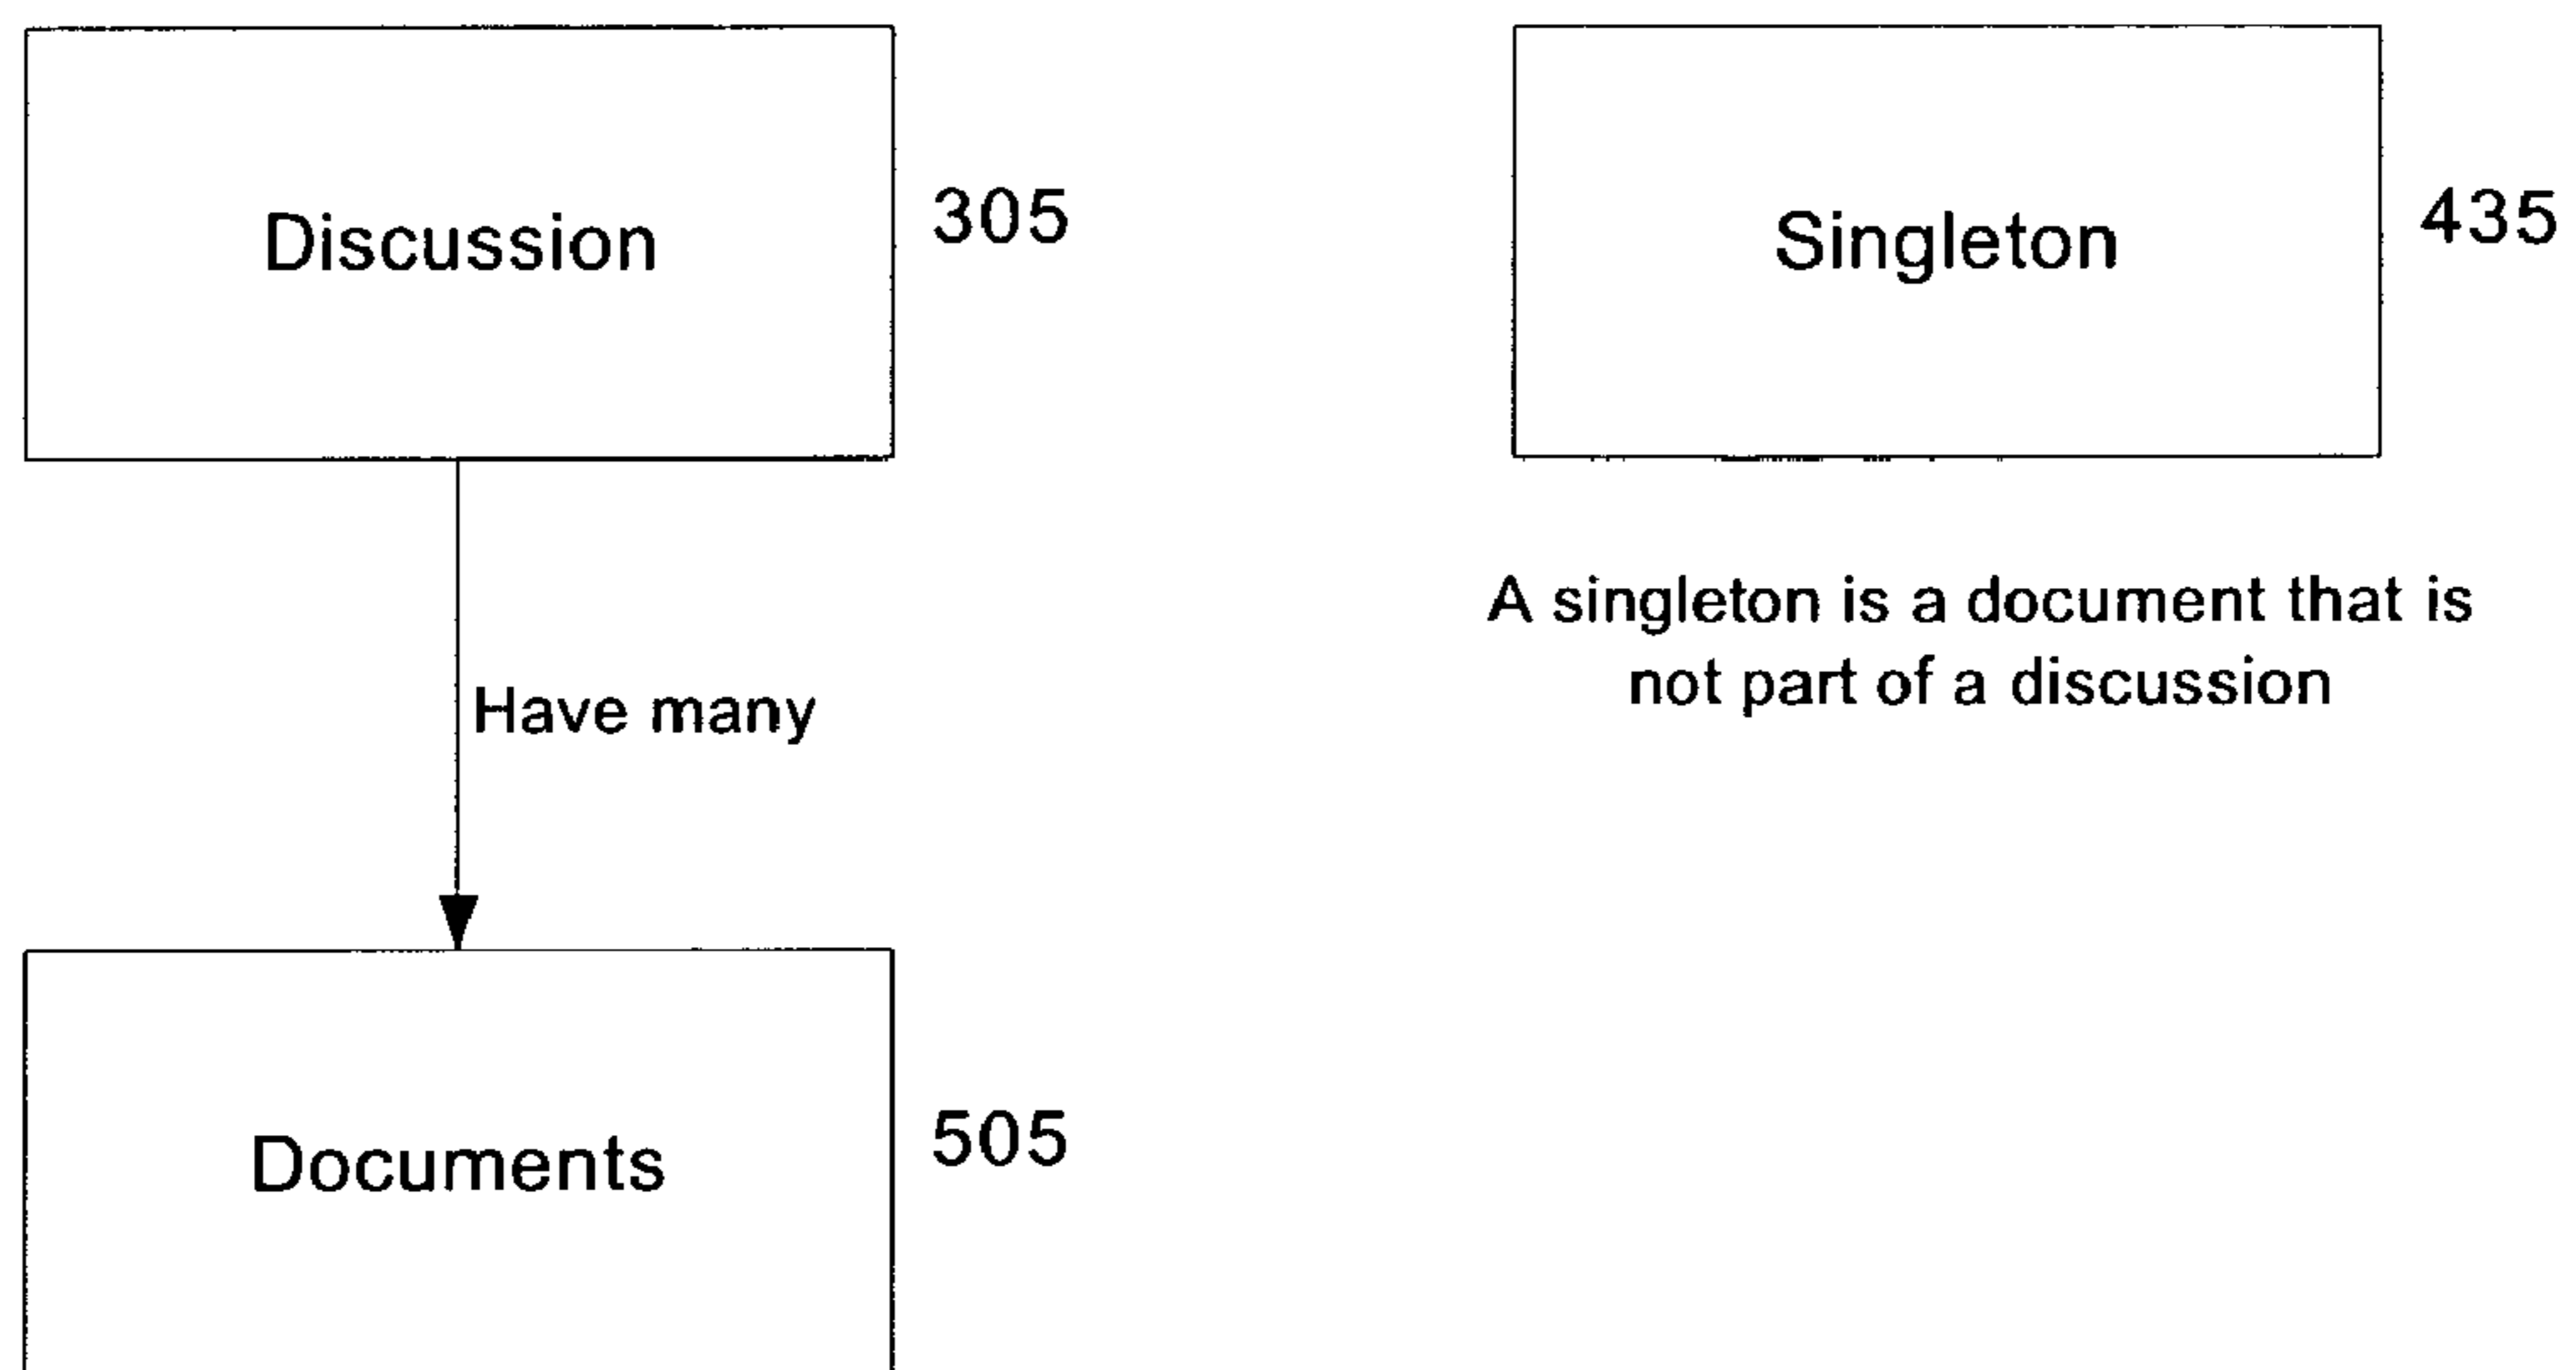 Discussion
305
Singleton
435
A singleton is a document that is
not part of a discussion
Have many
Documents
505